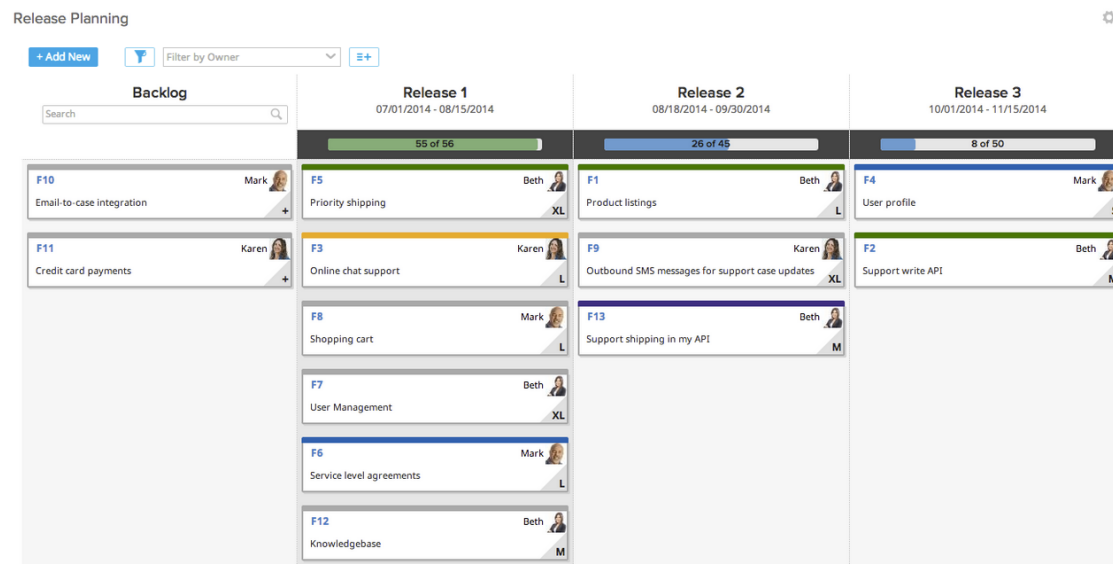 Release Planning
+ Add New
Filter by Owner
Backlog
Search
Release 1
07/01/2014 - 08/15/2014
55 of 56
Release 2
08/18/2014 - 09/30/2014
26 of 45
Release 3
10/01/2014 - 11/15/2014
8 of 50
F10 Mark
Email-to-case integration
+
F11 Karen
Credit card payments
+
F5 Beth
Priority shipping
XL
F3 Karen
Online chat support
L
F8 Mark
Shopping cart
L
F7 Beth
User Management
XL
F6 Mark
Service level agreements
L
F12 Beth
Knowledgebase
M
F1 Beth
Product listings
L
F9 Karen
Outbound SMS messages for support case updates
XL
F13 Beth
Support shipping in my API
M
F4 Mark
User profile
F2 Beth
Support write API